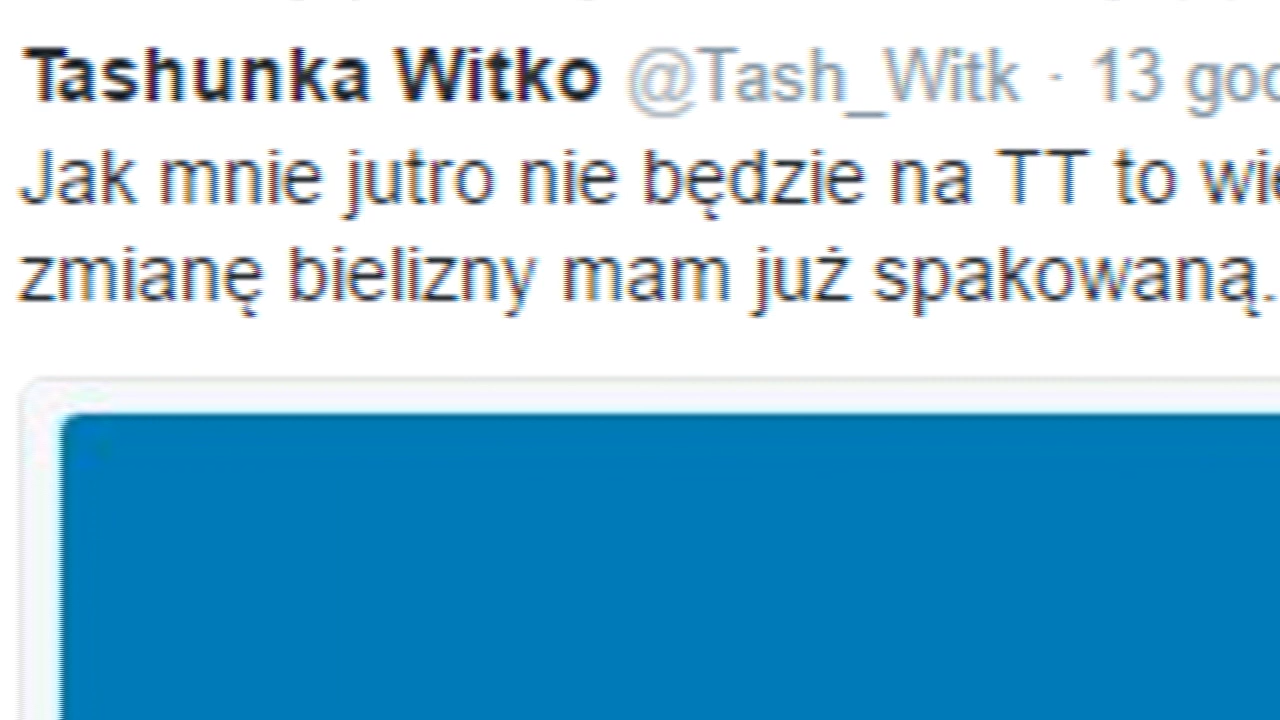 Tashunka Witko @Tash_Witk · 13
Jak mnie jutro nie będzie na TT to
zmianę bielizny mam już spakowaną.